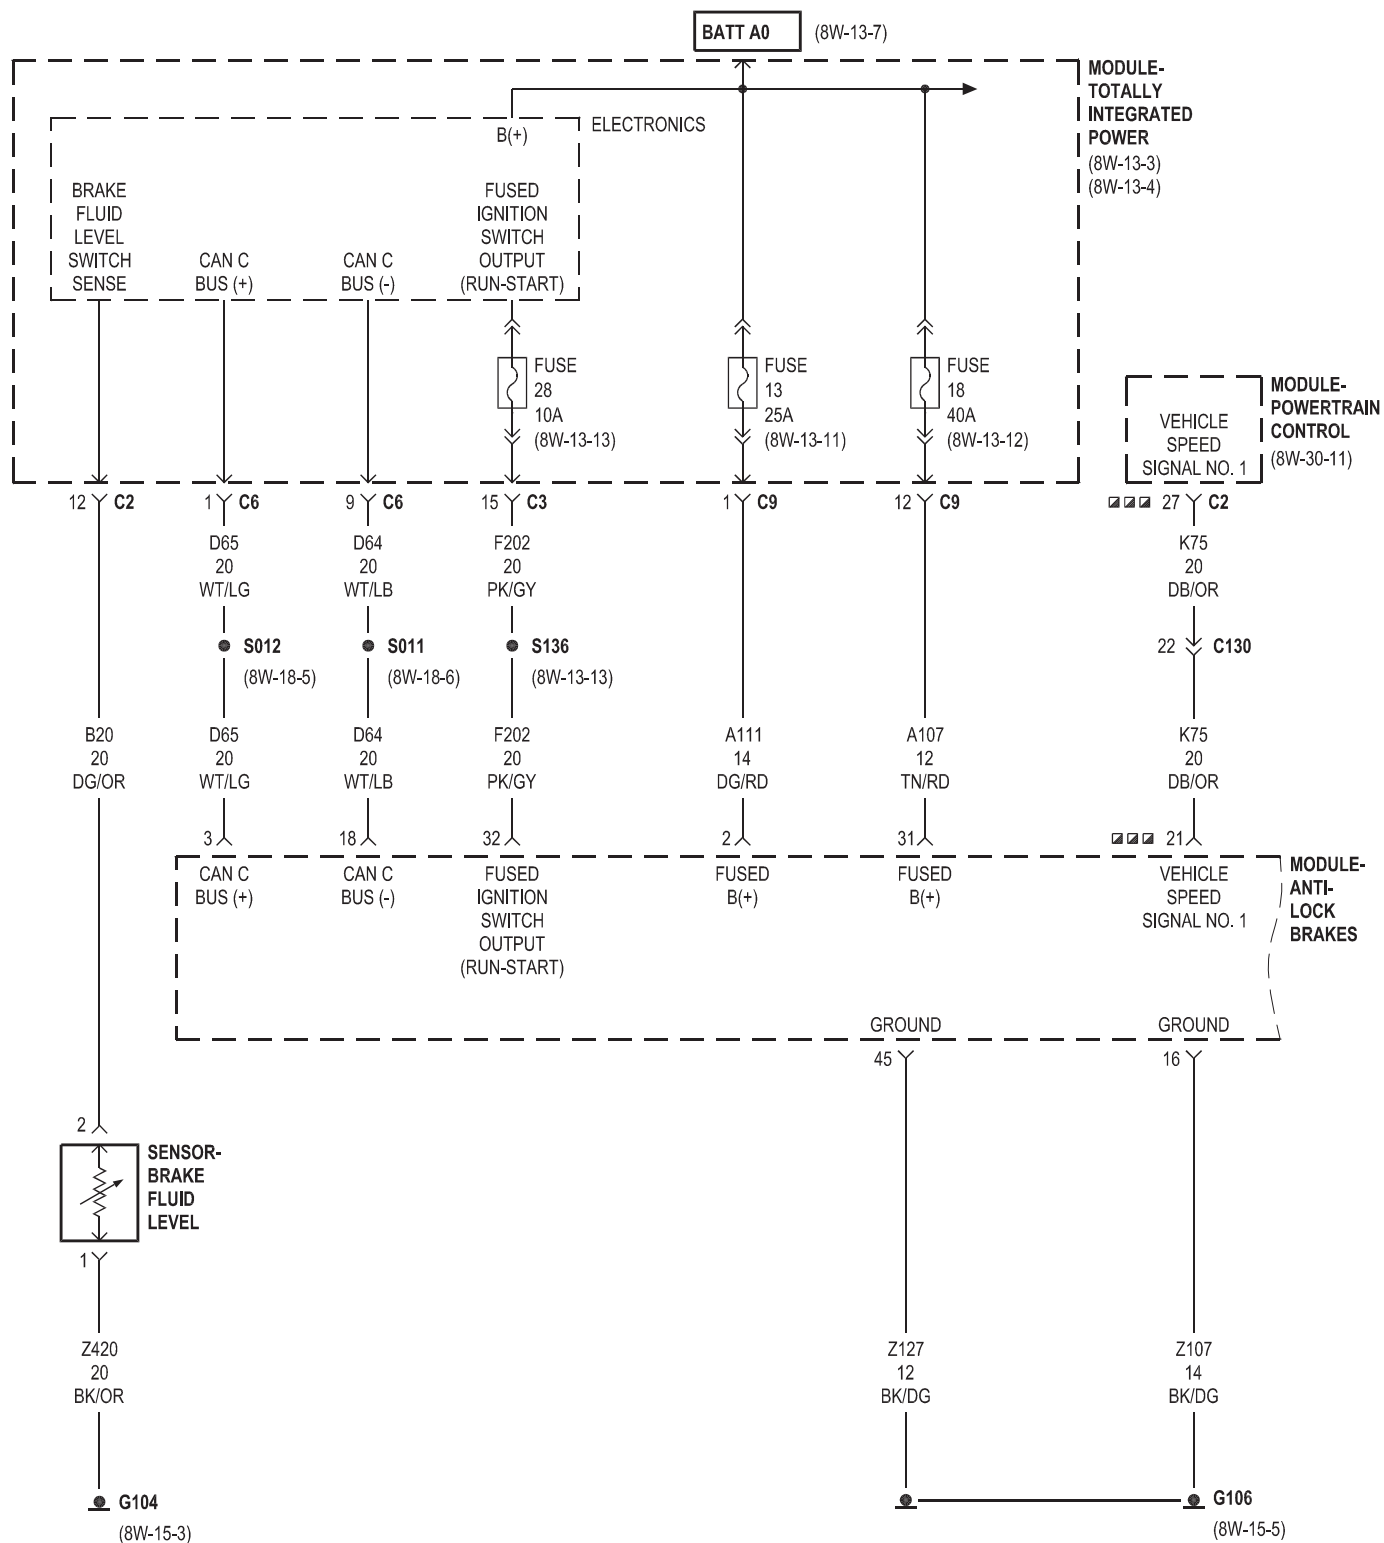 BATT A0 (8W-13-7)
MODULE-
TOTALLY
INTEGRATED
POWER
(8W-13-3)
(8W-13-4)
ELECTRONICS
B(+)
BRAKE
FLUID
LEVEL
SWITCH
SENSE
CAN C
BUS (+)
CAN C
BUS (-)
FUSED
IGNITION
SWITCH
OUTPUT
(RUN-START)
FUSE
28
10A
(8W-13-13)
FUSE
13
25A
(8W-13-11)
FUSE
18
40A
(8W-13-12)
MODULE-
POWERTRAIN
CONTROL
(8W-30-11)
VEHICLE
SPEED
SIGNAL NO. 1
12 C2
1 C6
9 C6
15 C3
1 C9
12 C9
27 C2
D65
20
WT/LG
D64
20
WT/LB
F202
20
PK/GY
K75
20
DB/OR
S012
(8W-18-5)
S011
(8W-18-6)
S136
(8W-13-13)
22 C130
B20
20
DG/OR
D65
20
WT/LG
D64
20
WT/LB
F202
20
PK/GY
A111
14
DG/RD
A107
12
TN/RD
K75
20
DB/OR
3
18
32
2
31
21
CAN C
BUS (+)
CAN C
BUS (-)
FUSED
IGNITION
SWITCH
OUTPUT
(RUN-START)
FUSED
B(+)
FUSED
B(+)
VEHICLE
SPEED
SIGNAL NO. 1
MODULE-
ANTI-
LOCK
BRAKES
GROUND
GROUND
45
16
2
SENSOR-
BRAKE
FLUID
LEVEL
1
Z420
20
BK/OR
Z127
12
BK/DG
Z107
14
BK/DG
G104
(8W-15-3)
G106
(8W-15-5)